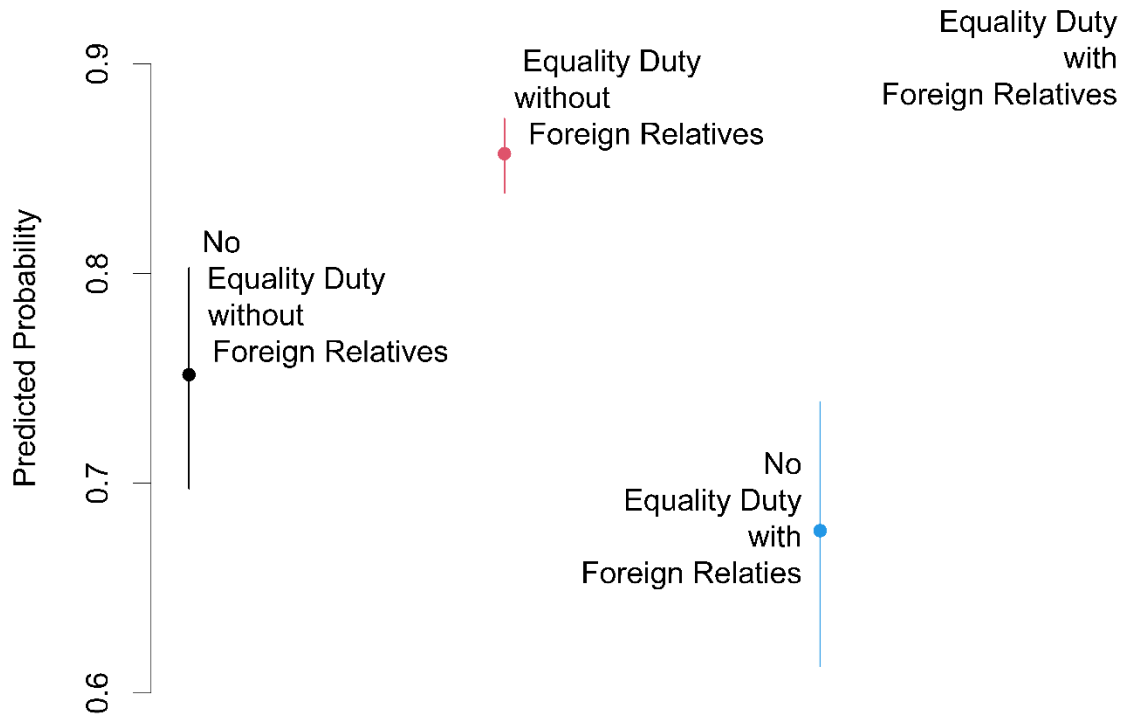 Predicted Probability
0.9
0.8
0.7
0.6
No
Equality Duty
without
Foreign Relatives
Equality Duty
without
Foreign Relatives
No
Equality Duty
with
Foreign Relaties
Equality Duty
with
Foreign Relatives